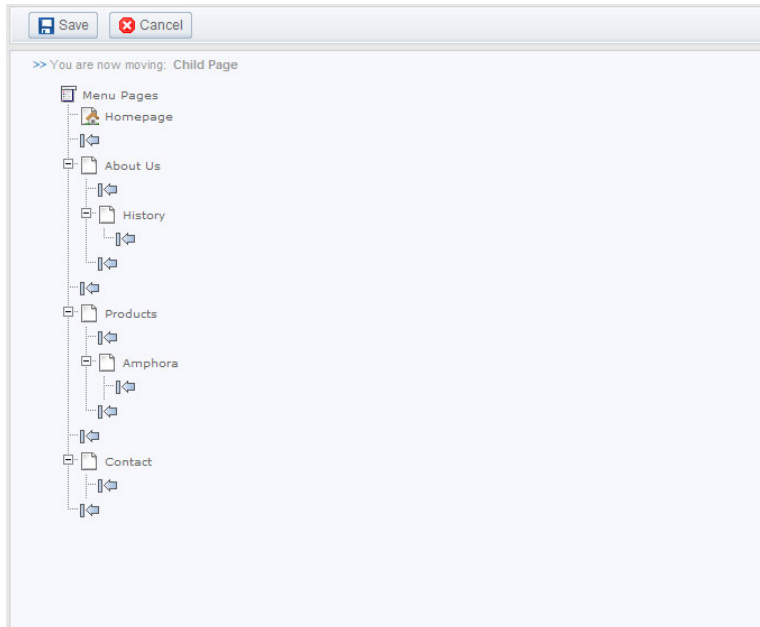 Save Cancel
>> You are now moving: Child Page
Menu Pages
Homepage
About Us
History
Products
Amphora
Contact